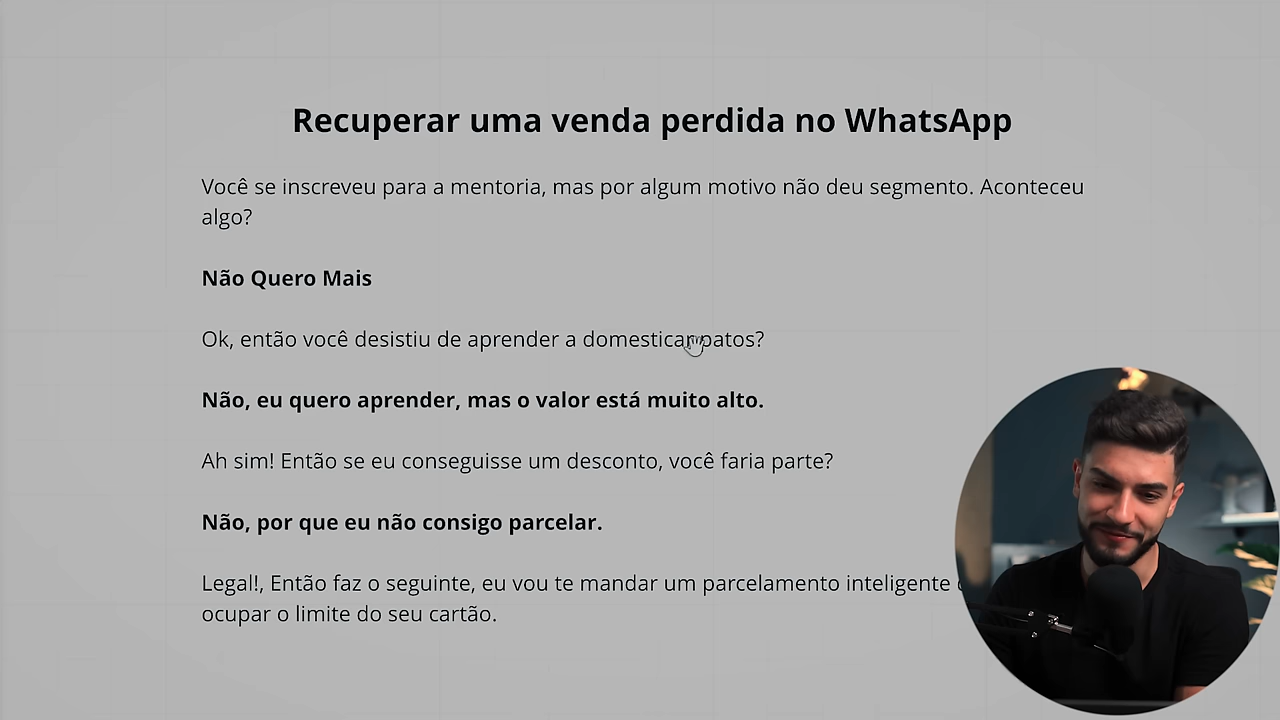 Recuperar uma venda perdida no WhatsApp
Você se inscreveu para a mentoria, mas por algum motivo não deu segmento. Aconteceu
algo?
Não Quero Mais
Ok, então você desistiu de aprender a domesticar patos?
Não, eu quero aprender, mas o valor está muito alto.
Ah sim! Então se eu conseguisse um desconto, você faria parte?
Não, por que eu não consigo parcelar.
Legal!, Então faz o seguinte, eu vou te mandar um parcelamento inteligente
ocupar o limite do seu cartão.